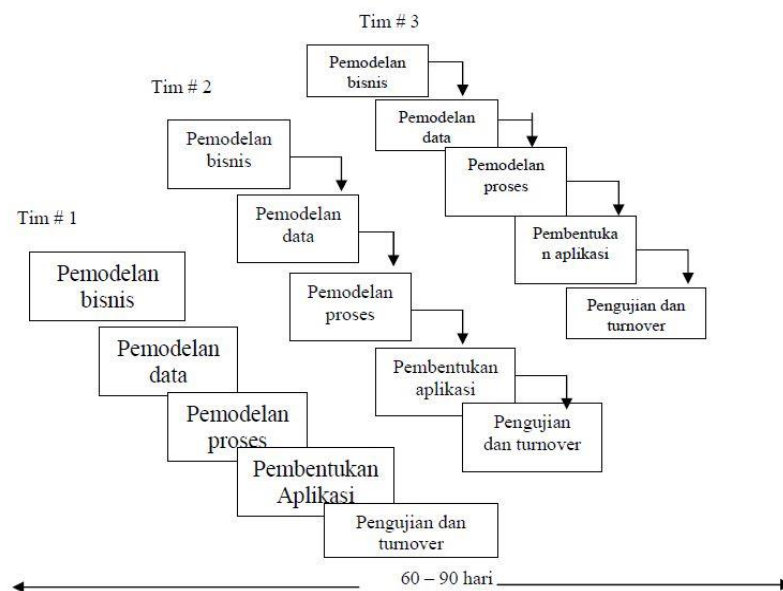 Tim # 3
Pemodelan
bisnis
Pemodelan
data
Pemodelan
proses
Pembentuka
n aplikasi
Pengujian dan
turnover
Tim # 2
Pemodelan
bisnis
Pemodelan
data
Pemodelan
proses
Pembentukan
aplikasi
Pengujian
dan turnover
Tim # 1
Pemodelan
bisnis
Pemodelan
data
Pemodelan
proses
Pembentukan
Aplikasi
Pengujian dan
turnover
60 – 90 hari